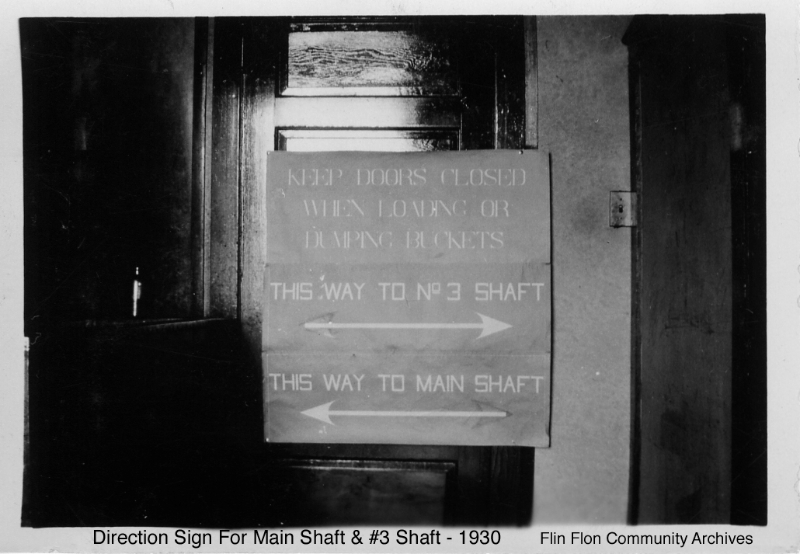 KEEP DOORS CLOSED
WHEN LOADING OR
DUMPING BUCKETS
THIS WAY TO Nº 3 SHAFT
THIS WAY TO MAIN SHAFT
Direction Sign For Main Shaft & #3 Shaft - 1930
Flin Flon Community Archives